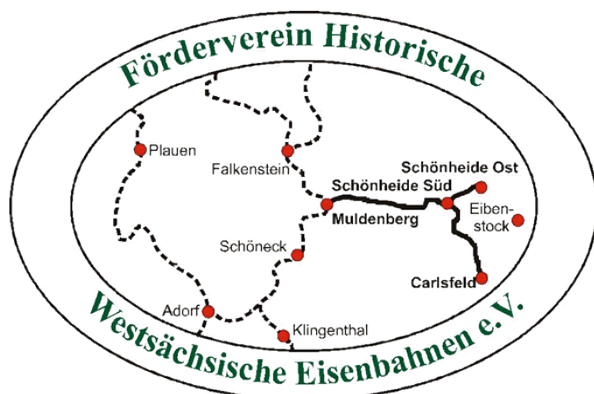 Förderverein Historische
Plauen
Falkenstein
Schönheide Ost
Schönheide Süd
Eiben-
stock
Muldenberg
Schöneck
Carlsfeld
Adorf
Klingenthal
Westsächsische Eisenbahnen e.V.